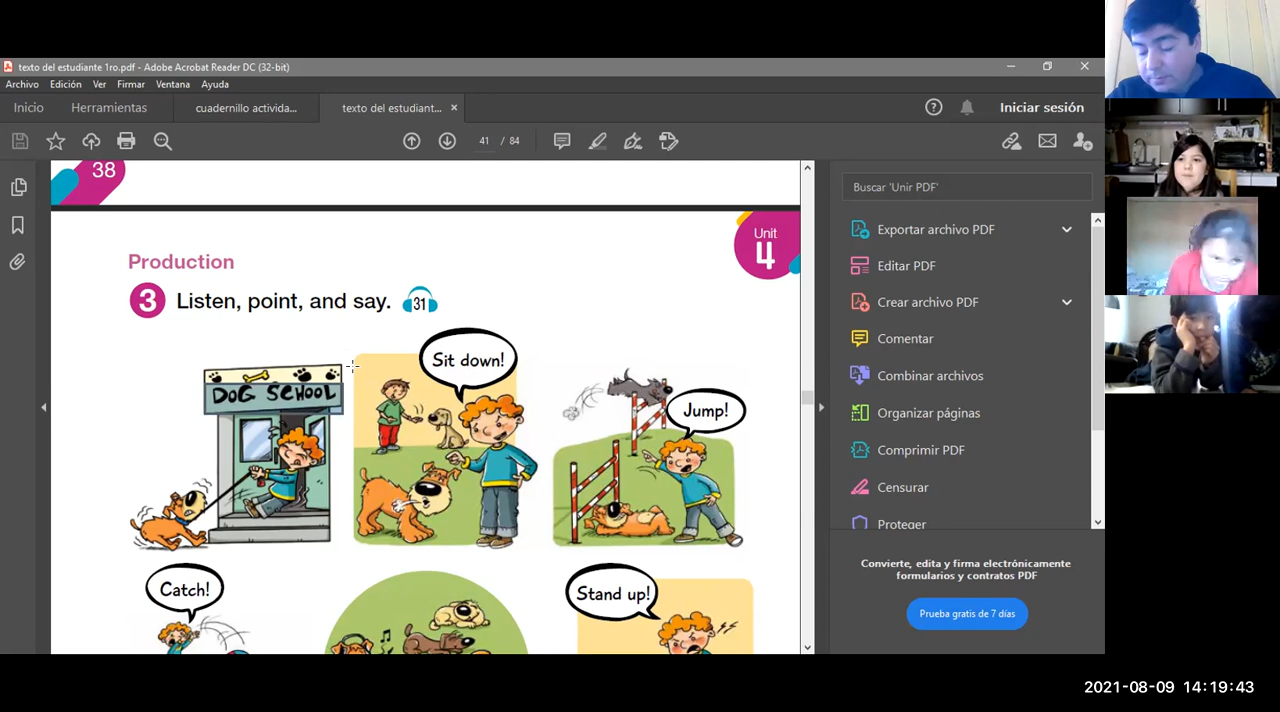 texto del estudiante 1ro.pdf - Adobe Acrobat Reader DC (32-bit)
Archivo Edición Ver Firmar Ventana Ayuda
Inicio Herramientas cuadernillo activida... texto del estudiant... × Iniciar sesión
41 / 84
38
Unit
4
Production
3 Listen, point, and say. 31
DOG SCHOOL
Sit down!
Jump!
Catch!
Stand up!
Buscar 'Unir PDF'
Exportar archivo PDF
Editar PDF
Crear archivo PDF
Comentar
Combinar archivos
Organizar páginas
Comprimir PDF
Censurar
Proteger
Convierte, edita y firma electrónicamente
formularios y contratos PDF
Prueba gratis de 7 días
2021-08-09 14:19:43